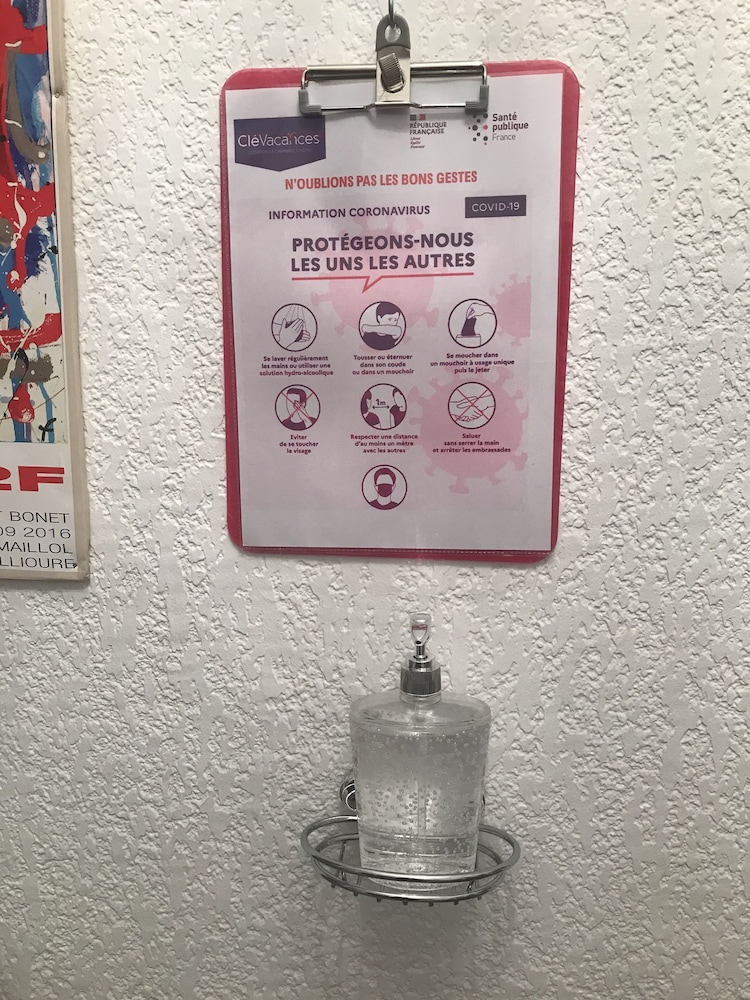 2F
T BONET
09 2016
MAILLOL
LLIOURE
CléVacances
RÉPUBLIQUE
FRANÇAISE
Liberté
Égalité
Fraternité
Santé
publique
France
N'OUBLIONS PAS LES BONS GESTES
INFORMATION CORONAVIRUS
COVID-19
PROTÉGEONS-NOUS
LES UNS LES AUTRES
Se laver régulièrement
les mains ou utiliser une
solution hydro-alcoolique
Tousser ou éternuer
dans son coude
ou dans un mouchoir
Se moucher dans
un mouchoir à usage unique
puis le jeter
Eviter
de se toucher
le visage
1m
Respecter une distance
d'au moins un mètre
avec les autres
Saluer
sans serrer la main
et arrêter les embrassades